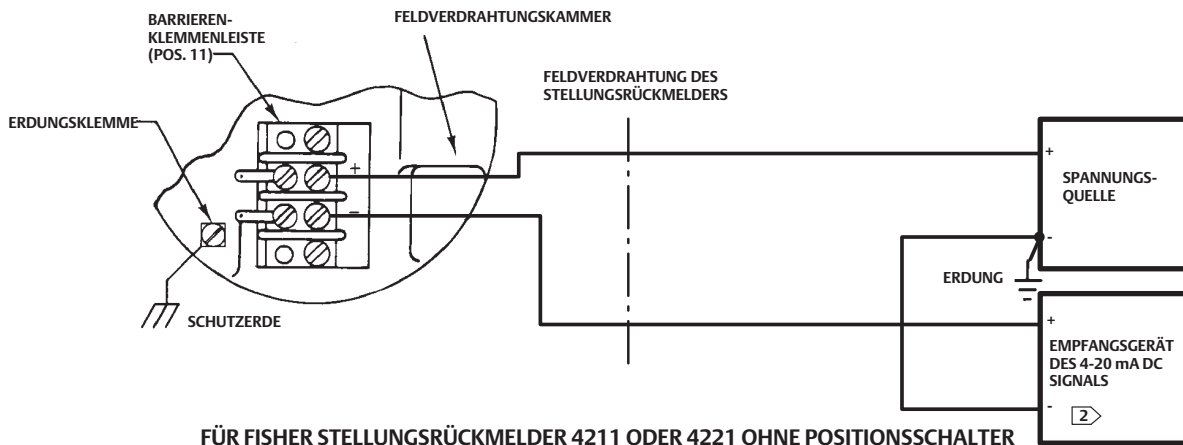 BARRIEREN-
KLEMMENLEISTE
(POS. 11)
FELDVERDRAHTUNGSKAMMER
FELDVERDRAHTUNG DES
STELLUNGSRÜCKMELDERS
ERDUNGSKLEMME
+
-
+
SPANNUNGS-
QUELLE
-
ERDUNG
SCHUTZERDE
+
EMPFANGSGERÄT
DES 4-20 mA DC
SIGNALS
-
2
FÜR FISHER STELLUNGSRÜCKMELDER 4211 ODER 4221 OHNE POSITIONSSCHALTER